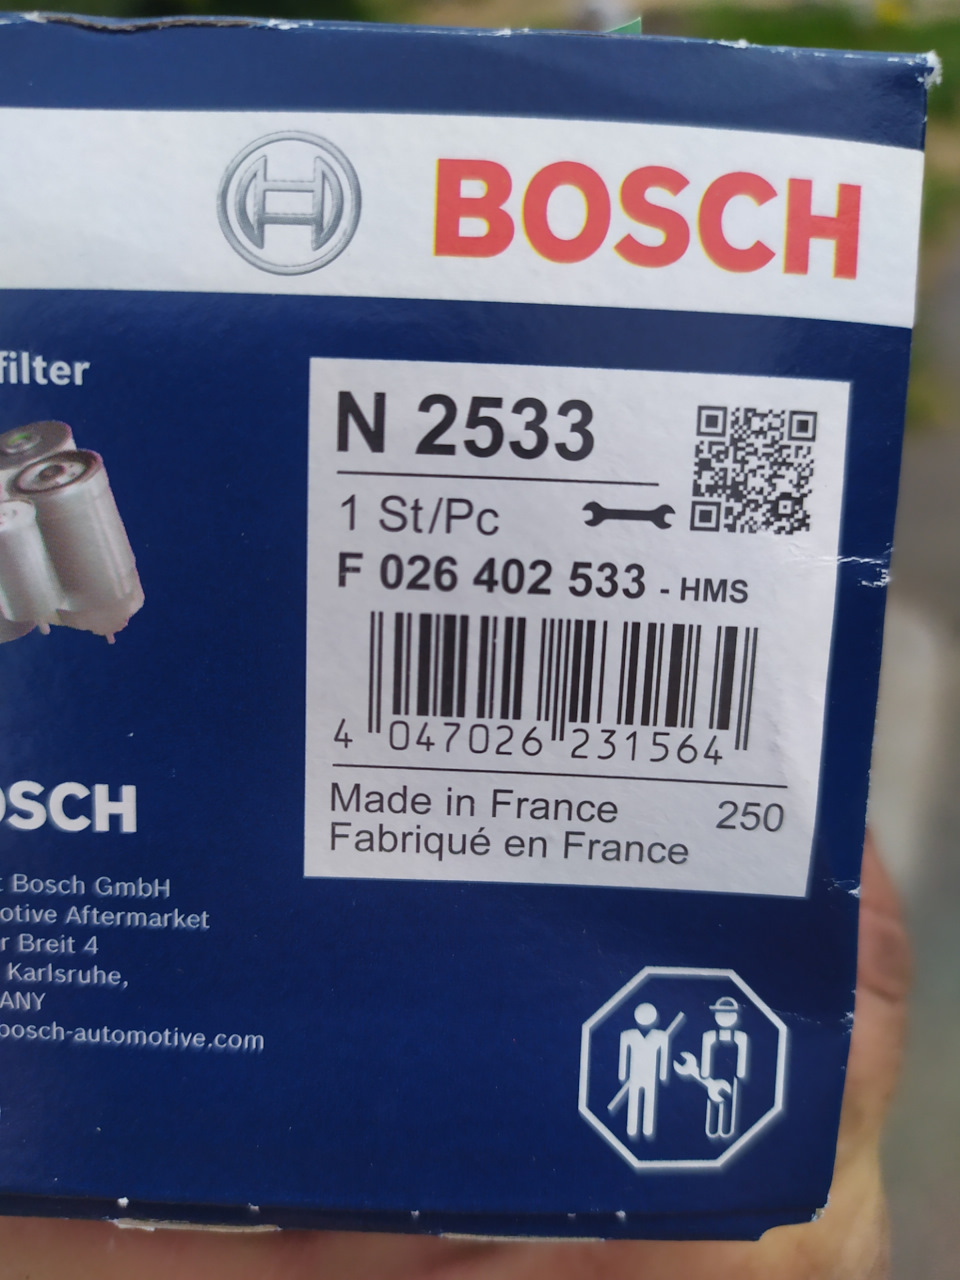 BOSCH
filter
N 2533
1 St/Pc
F 026 402 533 - HMS
4 047026 231564
Made in France 250
Fabriqué en France
OSCH
Bosch GmbH
otive Aftermarket
r Breit 4
Karlsruhe,
ANY
bosch-automotive.com